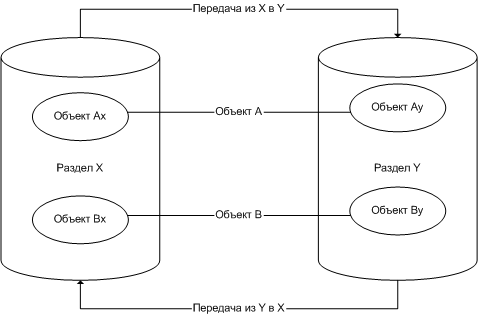 Передача из X в Y
Объект Ax
Объект A
Объект Ay
Раздел X
Раздел Y
Объект Bx
Объект B
Объект By
Передача из Y в X